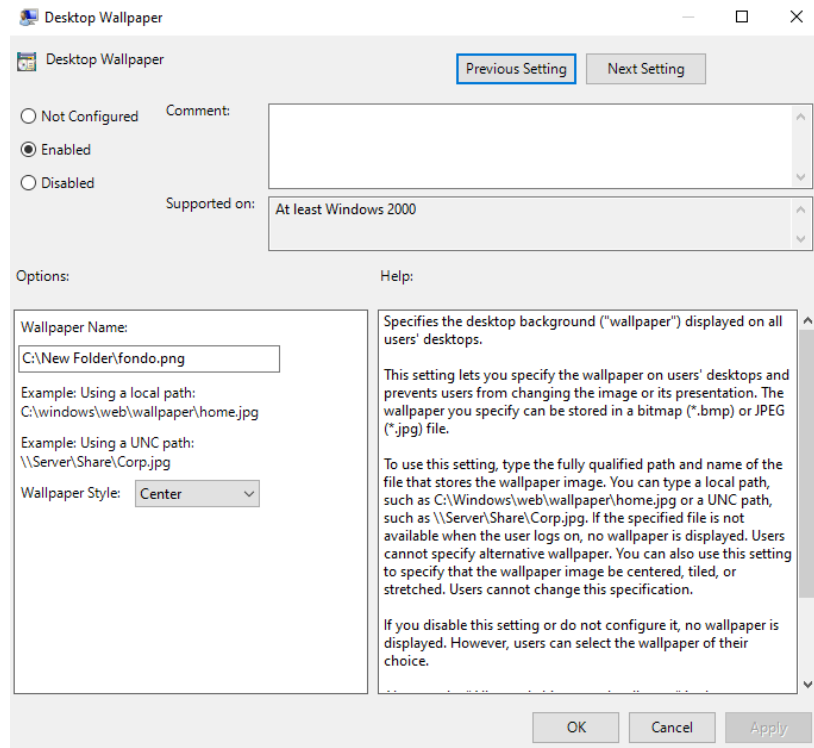 Desktop Wallpaper
Desktop Wallpaper
Previous Setting
Next Setting
Not Configured
Enabled
Disabled
Comment:
Supported on:
At least Windows 2000
Options:
Help:
Wallpaper Name:
C:\New Folder\fondo.png
Example: Using a local path:
C:\windows\web\wallpaper\home.jpg
Example: Using a UNC path:
\\Server\Share\Corp.jpg
Wallpaper Style:
Center
Specifies the desktop background ("wallpaper") displayed on all
users' desktops.
This setting lets you specify the wallpaper on users' desktops and
prevents users from changing the image or its presentation. The
wallpaper you specify can be stored in a bitmap (*.bmp) or JPEG
(*.jpg) file.
To use this setting, type the fully qualified path and name of the
file that stores the wallpaper image. You can type a local path,
such as C:\Windows\web\wallpaper\home.jpg or a UNC path,
such as \\Server\Share\Corp.jpg. If the specified file is not
available when the user logs on, no wallpaper is displayed. Users
cannot specify alternative wallpaper. You can also use this setting
to specify that the wallpaper image be centered, tiled, or
stretched. Users cannot change this specification.
If you disable this setting or do not configure it, no wallpaper is
displayed. However, users can select the wallpaper of their
choice.
OK
Cancel
Apply